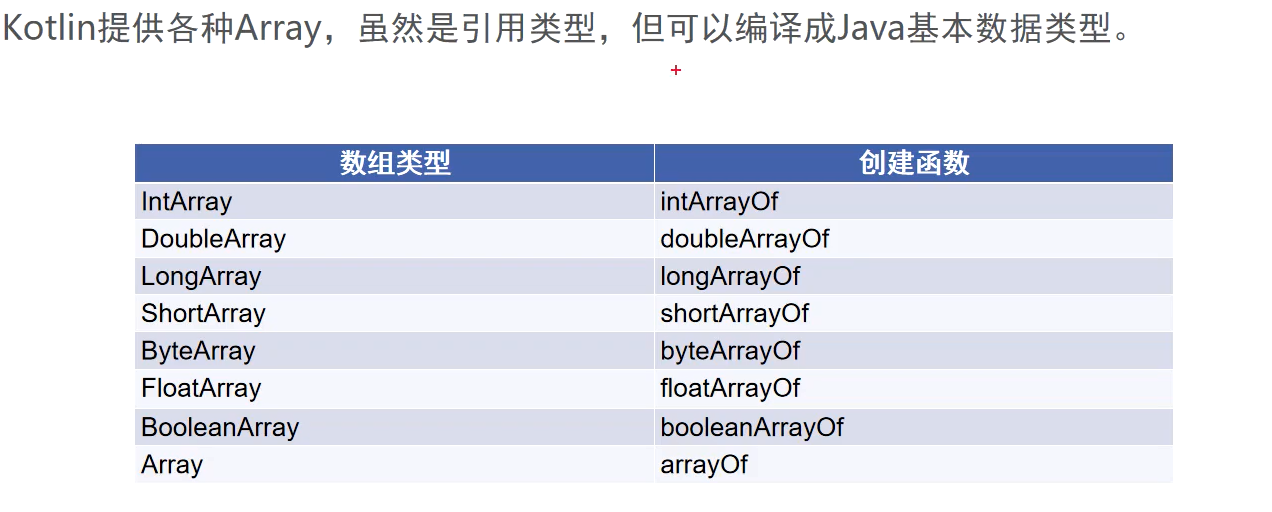 Kotlin提供各种Array，虽然是引用类型，但可以编译成Java基本数据类型。
数组类型 创建函数
IntArray intArrayOf
DoubleArray doubleArrayOf
LongArray longArrayOf
ShortArray shortArrayOf
ByteArray byteArrayOf
FloatArray floatArrayOf
BooleanArray booleanArrayOf
Array arrayOf